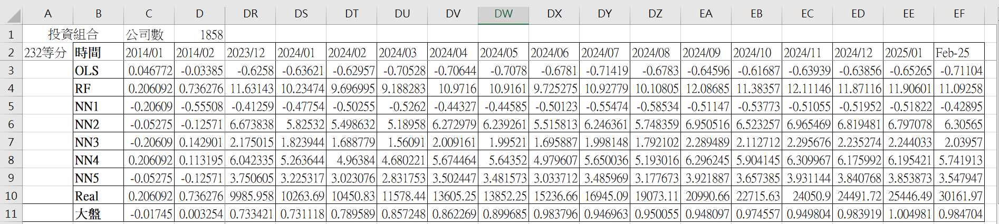 A B C D DR DS DT DU DV DW DX DY DZ EA EB EC ED EE EF
1 投資組合 公司數 1858
2 232等分 時間 2014/01 2014/02 2023/12 2024/01 2024/02 2024/03 2024/04 2024/05 2024/06 2024/07 2024/08 2024/09 2024/10 2024/11 2024/12 2025/01 Feb-25
3 OLS 0.046772 -0.03385 -0.6258 -0.63621 -0.62957 -0.70528 -0.70644 -0.7078 -0.6781 -0.71419 -0.6783 -0.64596 -0.61687 -0.63939 -0.63856 -0.65265 -0.71104
4 RF 0.206092 0.736276 11.63143 10.23474 9.696995 9.188283 10.9716 10.9161 9.725275 10.92779 10.10805 12.08685 11.38357 12.11146 11.87116 11.90601 11.09258
5 NN1 -0.20609 -0.55508 -0.41259 -0.47754 -0.50255 -0.5262 -0.44327 -0.44585 -0.50123 -0.55474 -0.58534 -0.51147 -0.53773 -0.51055 -0.51952 -0.51822 -0.42895
6 NN2 -0.05275 -0.12571 6.673838 5.82532 5.498632 5.18958 6.272979 6.239261 5.515813 6.246361 5.748359 6.950516 6.523257 6.965469 6.819481 6.797078 6.30565
7 NN3 -0.20609 0.142901 2.175015 1.823944 1.688779 1.56091 2.009161 1.99521 1.695887 1.998148 1.792102 2.289489 2.112712 2.295676 2.235274 2.244033 2.03957
8 NN4 0.206092 0.113195 6.042335 5.263644 4.96384 4.680221 5.674464 5.64352 4.979607 5.650036 5.193016 6.296245 5.904145 6.309967 6.175992 6.195421 5.741913
9 NN5 -0.05275 -0.12571 3.750605 3.225317 3.023076 2.831753 3.502447 3.481573 3.033712 3.485969 3.177673 3.921887 3.657385 3.931144 3.840768 3.853873 3.547947
10 Real 0.206092 0.736276 9985.958 10263.69 10450.83 11578.44 13605.25 13852.25 15236.66 16945.09 19073.11 20990.66 22715.63 24050.9 24491.72 25446.49 30161.97
11 大盤 -0.01745 0.003254 0.733421 0.731118 0.789589 0.857248 0.862269 0.899685 0.983796 0.946963 0.950055 0.948097 0.974557 0.949804 0.983919 1.004981 0.984704